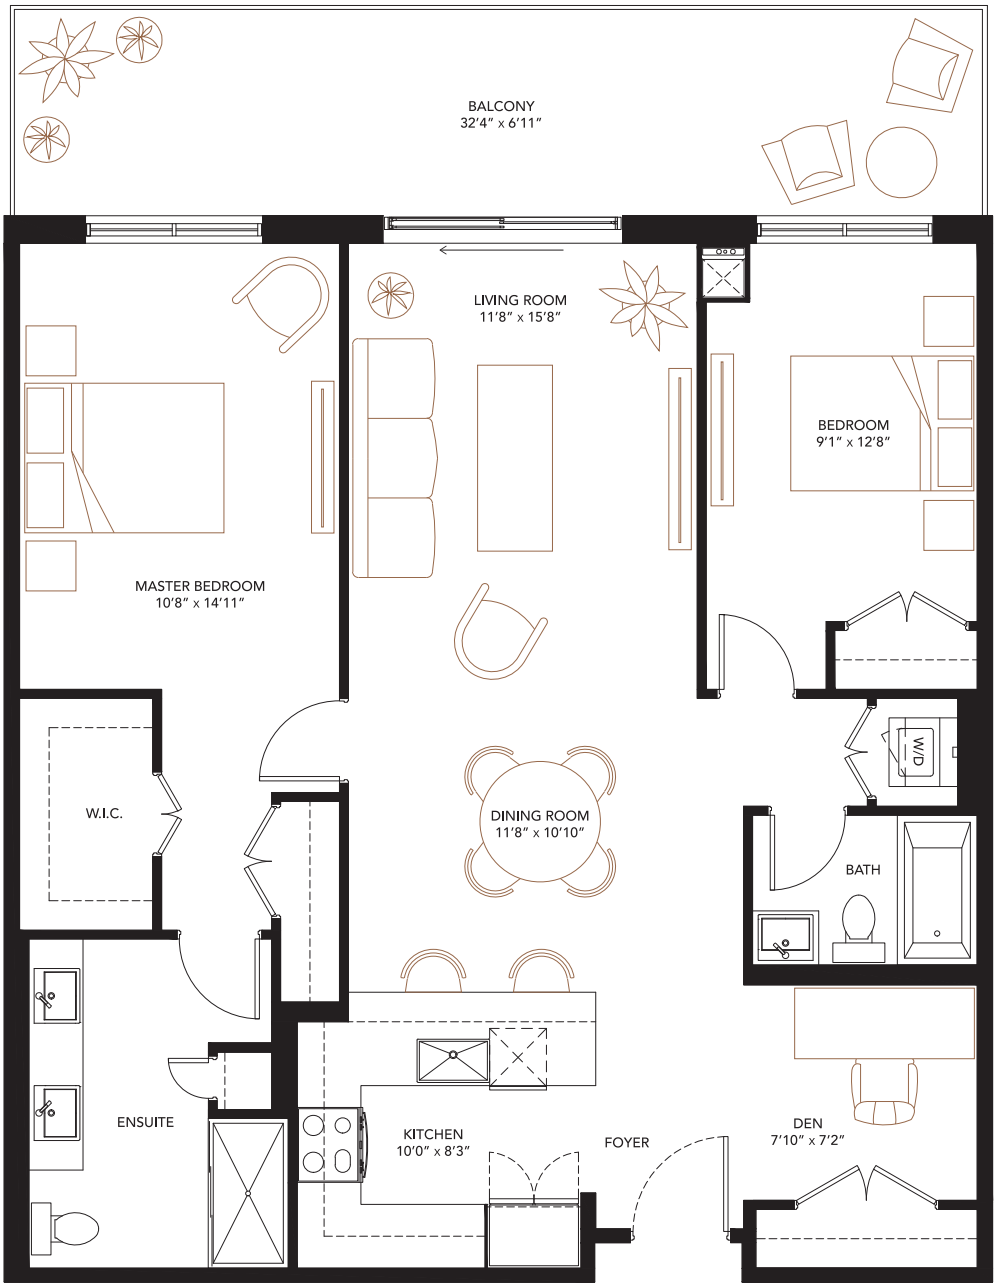 BALCONY
32'4" x 6'11"
LIVING ROOM
11'8" x 15'8"
BEDROOM
9'1" x 12'8"
MASTER BEDROOM
10'8" x 14'11"
W/D
W.I.C.
DINING ROOM
11'8" x 10'10"
BATH
ENSUITE
KITCHEN
10'0" x 8'3"
FOYER
DEN
7'10" x 7'2"